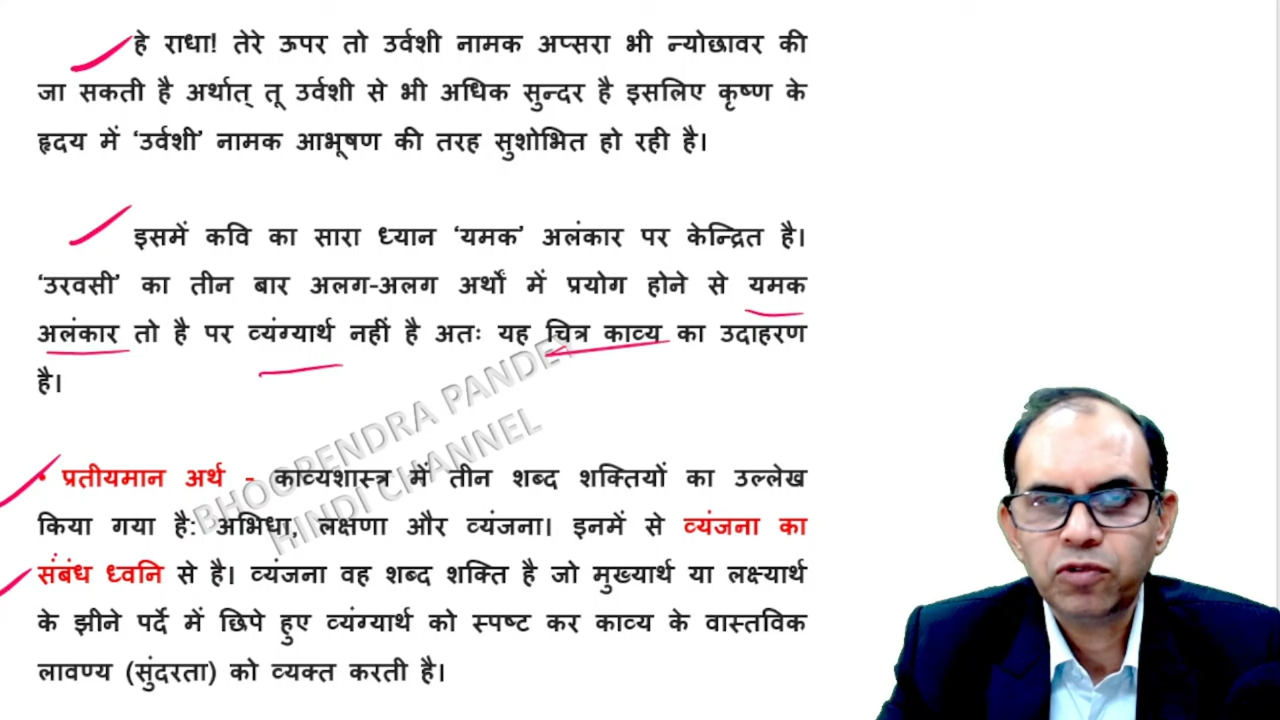 हे राधा! तेरे ऊपर तो उर्वशी नामक अप्सरा भी न्योछावर की
जा सकती है अर्थात् तू उर्वशी से भी अधिक सुन्दर है इसलिए कृष्ण के
हृदय में ‘उर्वशी’ नामक आभूषण की तरह सुशोभित हो रही है।
इसमें कवि का सारा ध्यान ‘यमक’ अलंकार पर केन्द्रित है।
‘उरवसी’ का तीन बार अलग-अलग अर्थों में प्रयोग होने से यमक
अलंकार तो है पर व्यंग्यार्थ नहीं है अतः यह चित्र काव्य का उदाहरण
है।
• प्रतीयमान अर्थ - काव्यशास्त्र में तीन शब्द शक्तियों का उल्लेख
किया गया है: अभिधा, लक्षणा और व्यंजना। इनमें से व्यंजना का
संबंध ध्वनि से है। व्यंजना वह शब्द शक्ति है जो मुख्यार्थ या लक्ष्यार्थ
के झीने पर्दे में छिपे हुए व्यंग्यार्थ को स्पष्ट कर काव्य के वास्तविक
लावण्य (सुंदरता) को व्यक्त करती है।
BHOOPENDRA PANDEY
HINDI CHANNEL